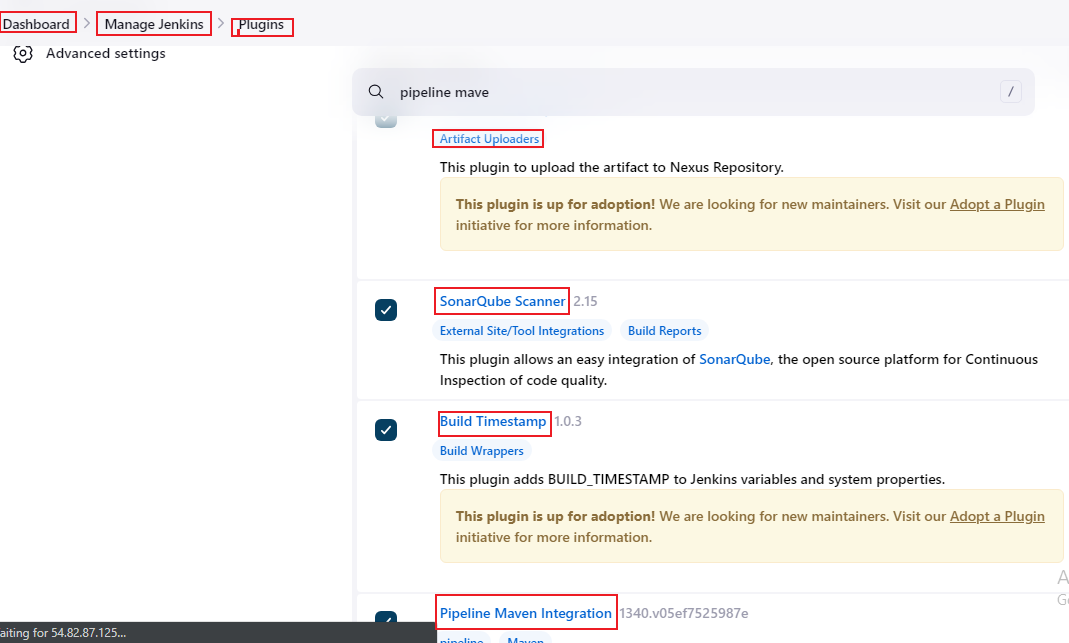 Dashboard > Manage Jenkins > Plugins
Advanced settings
pipeline mave /
Artifact Uploaders
This plugin to upload the artifact to Nexus Repository.
This plugin is up for adoption! We are looking for new maintainers. Visit our Adopt a Plugin
initiative for more information.
SonarQube Scanner 2.15
External Site/Tool Integrations Build Reports
This plugin allows an easy integration of SonarQube, the open source platform for Continuous
Inspection of code quality.
Build Timestamp 1.0.3
Build Wrappers
This plugin adds BUILD_TIMESTAMP to Jenkins variables and system properties.
This plugin is up for adoption! We are looking for new maintainers. Visit our Adopt a Plugin
initiative for more information.
Pipeline Maven Integration 1340.v05ef7525987e
aiting for 54.82.87.125...
pipeline Maven